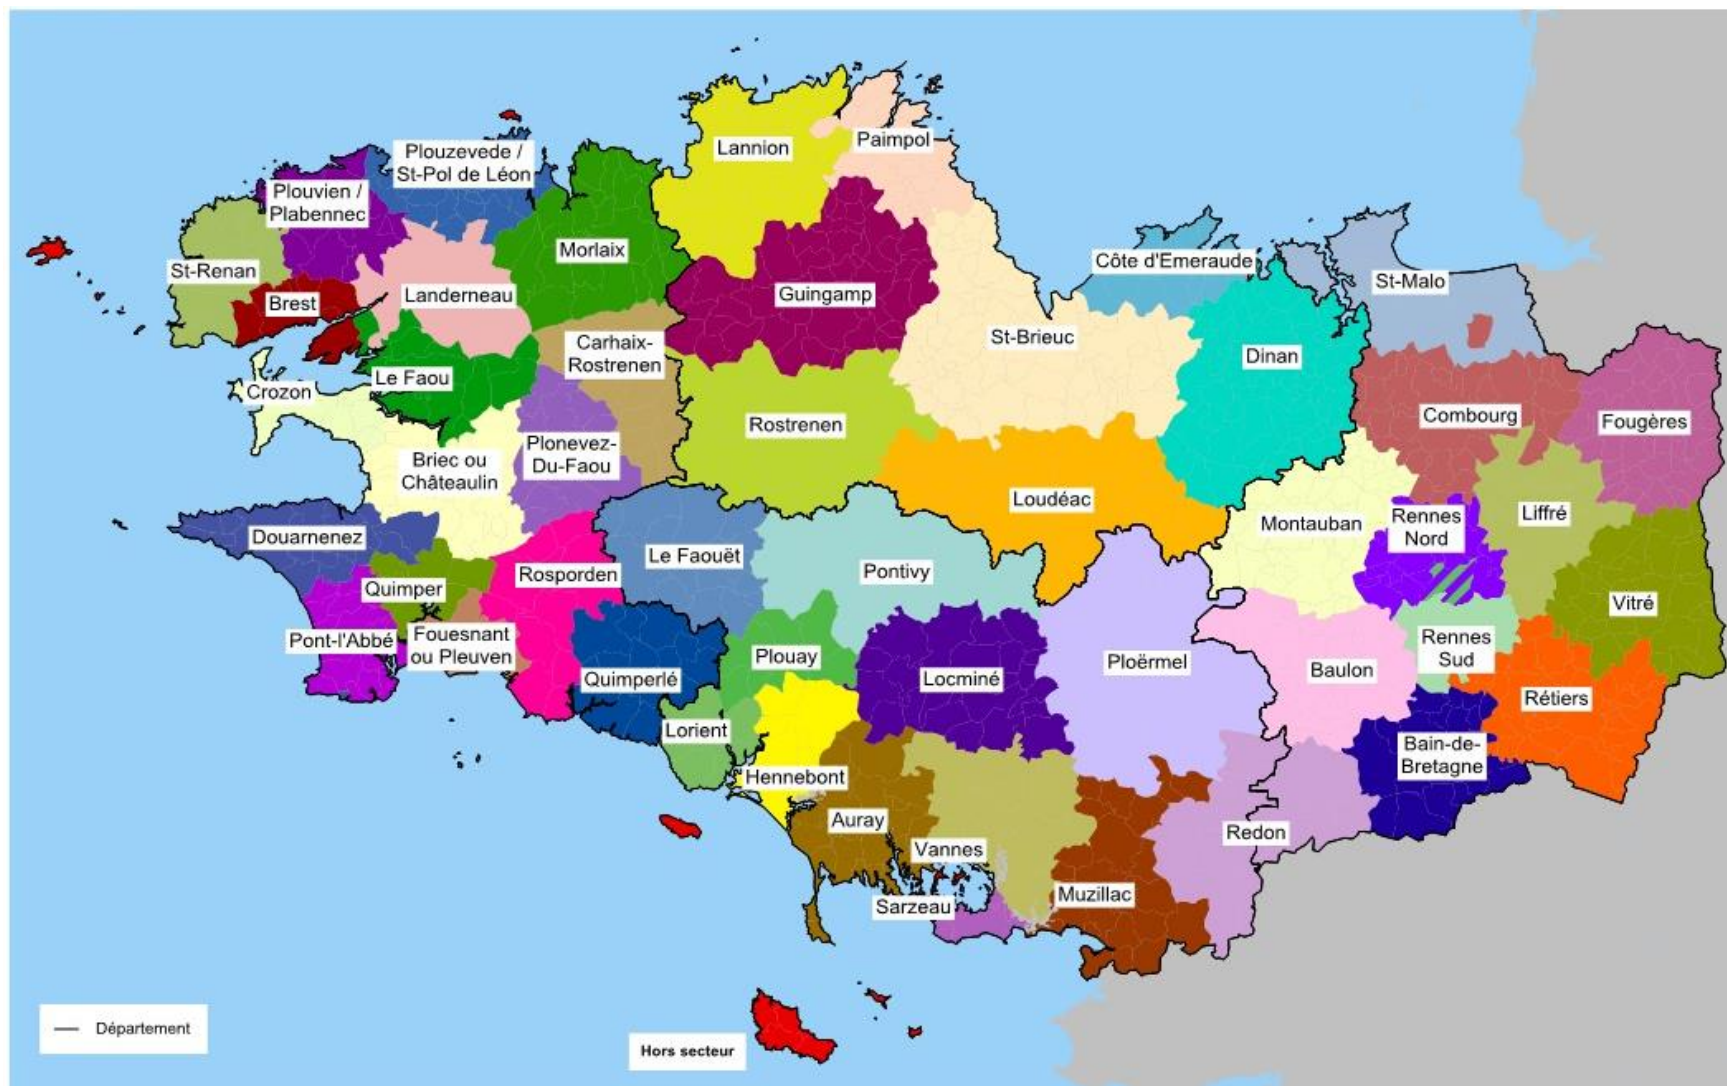 Lannion
Paimpol
Plouzevede /
St-Pol de Léon
Plouvien /
Plabennec
Morlaix
Côte d'Emeraude
St-Renan
St-Malo
Landerneau
Guingamp
Brest
St-Brieuc
Carhaix-
Rostrenen
Dinan
Le Faou
Crozon
Combourg
Fougères
Rostrenen
Plonevez-
Du-Faou
Briec ou
Châteaulin
Loudéac
Montauban
Rennes
Nord
Liffré
Douarnenez
Le Faouët
Pontivy
Rosporden
Quimper
Vitré
Pont-l'Abbé
Fouesnant
ou Pleuven
Rennes
Sud
Plouay
Ploërmel
Baulon
Quimperlé
Locminé
Rétiers
Lorient
Bain-de-
Bretagne
Hennebont
Auray
Redon
Vannes
Muzillac
Sarzeau
Département
Hors secteur